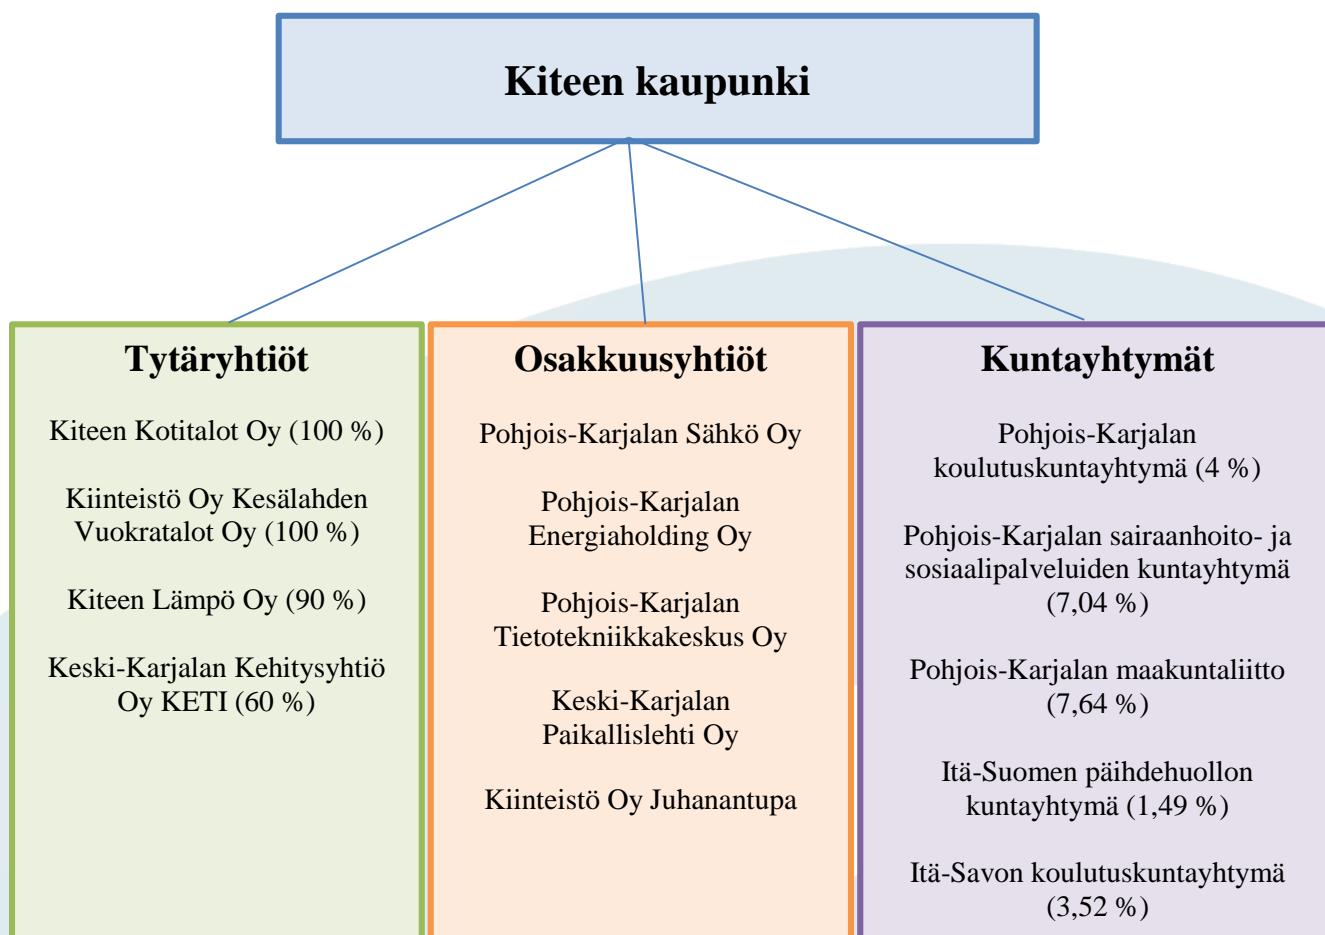 Kiteen kaupunki
Tytäryhtiöt
Kiteen Kotitalot Oy (100 %)
Kiinteistö Oy Kesälahden
Vuokratalot Oy (100 %)
Kiteen Lämpö Oy (90 %)
Keski-Karjalan Kehitysyhtiö
Oy KETI (60 %)
Osakkuusyhtiöt
Pohjois-Karjalan Sähkö Oy
Pohjois-Karjalan
Energiaholding Oy
Pohjois-Karjalan
Tietotekniikkakeskus Oy
Keski-Karjalan
Paikallislehti Oy
Kiinteistö Oy Juhanantupa
Kuntayhtymät
Pohjois-Karjalan
koulutuskuntayhtymä (4 %)
Pohjois-Karjalan sairaanhoito- ja
sosiaalipalveluiden kuntayhtymä
(7,04 %)
Pohjois-Karjalan maakuntaliitto
(7,64 %)
Itä-Suomen päihdehuollon
kuntayhtymä (1,49 %)
Itä-Savon koulutuskuntayhtymä
(3,52 %)